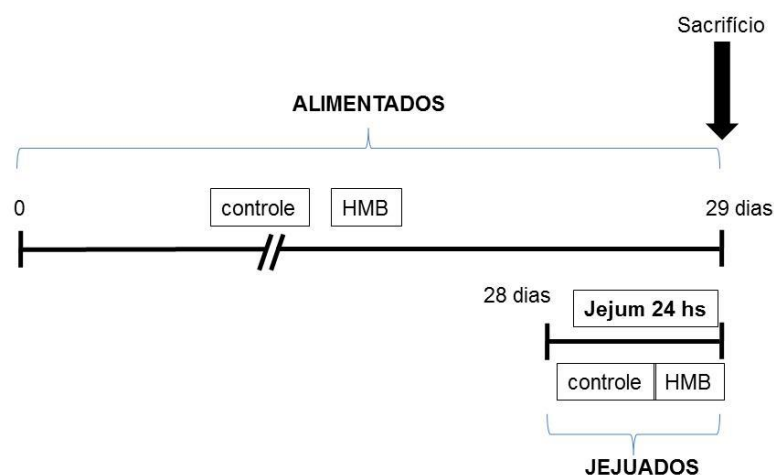 Sacrifício
ALIMENTADOS
0
controle
HMB
29 dias
28 dias
Jejum 24 hs
controle
HMB
JEJUADOS